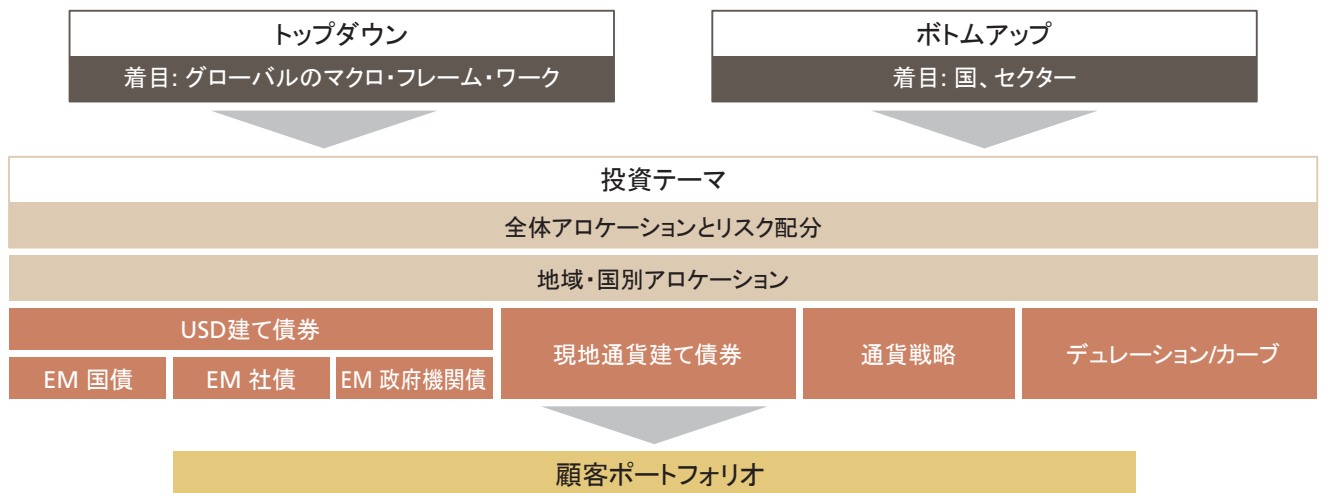 トップダウン
着目: グローバルのマクロ・フレーム・ワーク
ボトムアップ
着目: 国、セクター
投資テーマ
全体アロケーションとリスク配分
地域・国別アロケーション
USD建て債券
EM 国債
EM 社債
EM 政府機関債
現地通貨建て債券
通貨戦略
デュレーション/カーブ
顧客ポートフォリオ